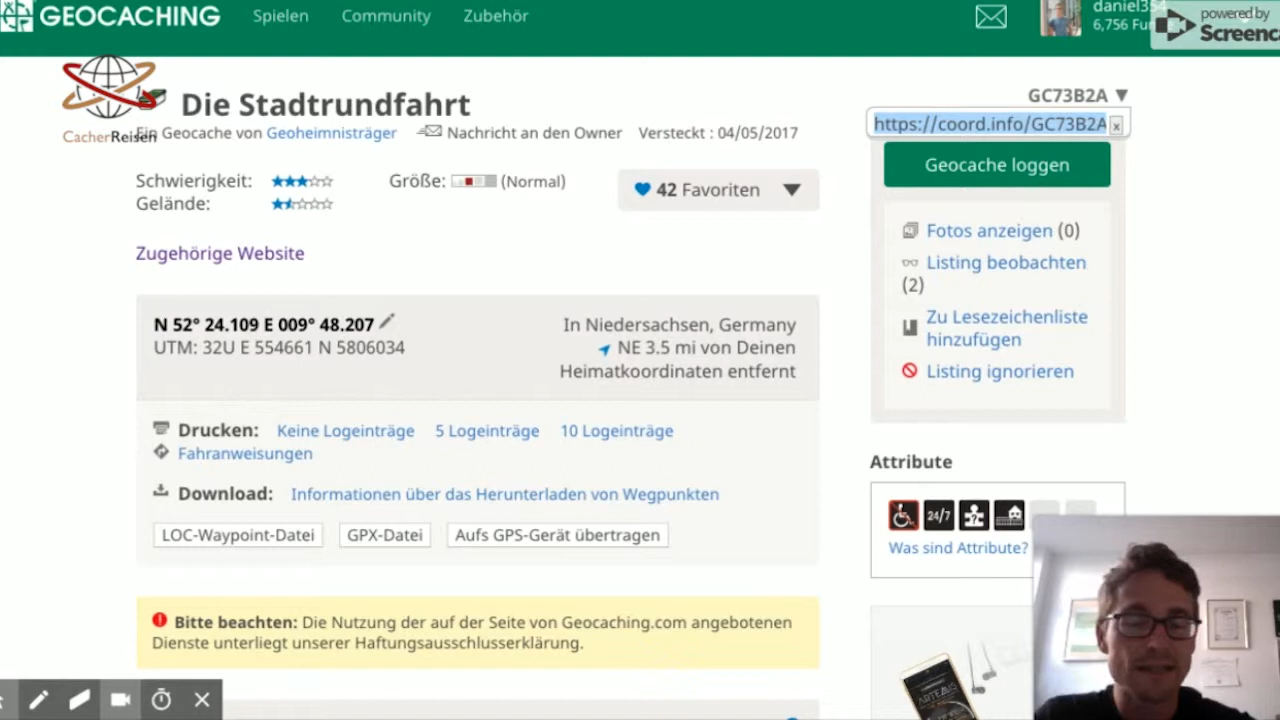 GEOCACHING Spielen Community Zubehör
daniel354
6,756
powered by
CacherReisen
Die Stadtrundfahrt
Ein Geocache von Geoheimnisträger Nachricht an den Owner Versteckt : 04/05/2017
Schwierigkeit: Größe: (Normal)
Gelände:
42 Favoriten
Zugehörige Website
N 52° 24.109 E 009° 48.207
UTM: 32U E 554661 N 5806034
In Niedersachsen, Germany
NE 3.5 mi von Deinen
Heimatkoordinaten entfernt
Drucken: Keine Logeinträge 5 Logeinträge 10 Logeinträge
Fahranweisungen
Download: Informationen über das Herunterladen von Wegpunkten
LOC-Waypoint-Datei GPX-Datei Aufs GPS-Gerät übertragen
Bitte beachten: Die Nutzung der auf der Seite von Geocaching.com angebotenen
Dienste unterliegt unserer Haftungsausschlusserklärung.
GC73B2A ▼
https://coord.info/GC73B2A x
Geocache loggen
Fotos anzeigen (0)
Listing beobachten
(2)
Zu Lesezeichenliste
hinzufügen
Listing ignorieren
Attribute
24/7
Was sind Attribute?
ARTEMIS